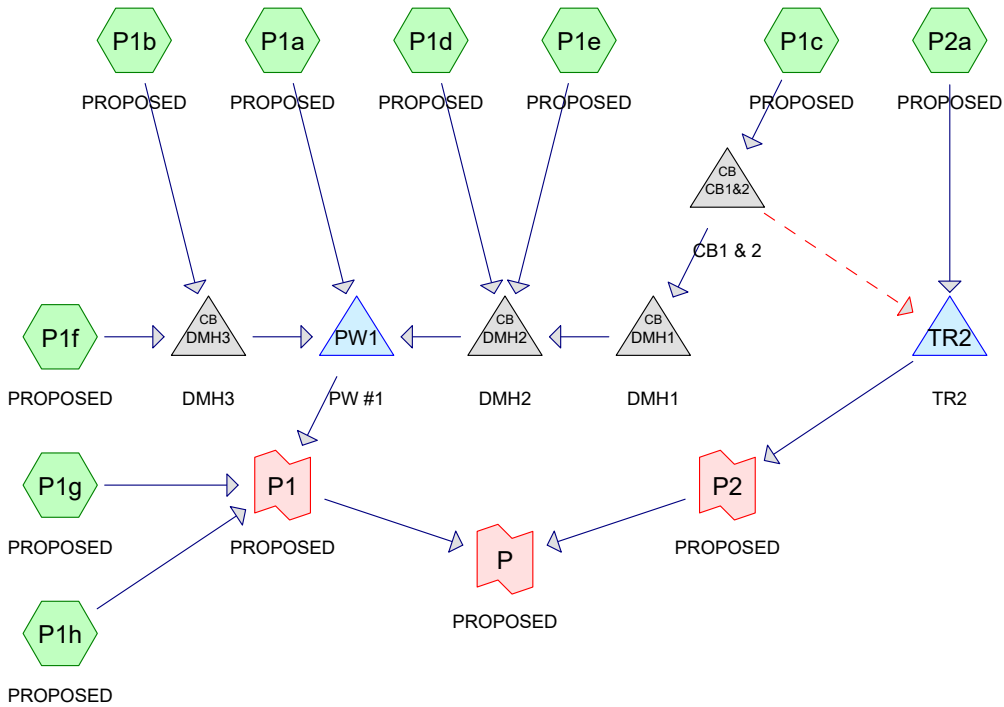 P1b P1a P1d P1e P1c P2a
PROPOSED PROPOSED PROPOSED PROPOSED PROPOSED PROPOSED
CB
CB1&2
CB1 & 2
P1f
PROPOSED
CB
DMH3
DMH3
PW1
PW #1
CB
DMH2
DMH2
CB
DMH1
DMH1
TR2
TR2
P1g
PROPOSED
P1
PROPOSED
P2
PROPOSED
P
PROPOSED
P1h
PROPOSED